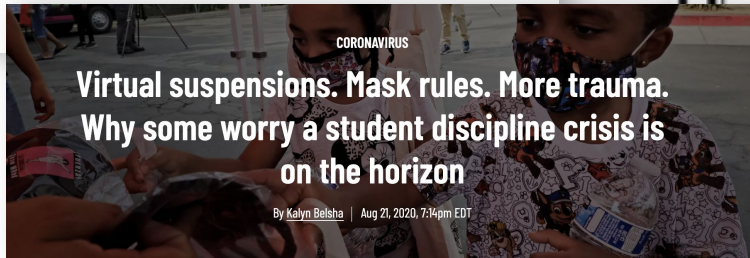 CORONAVIRUS
Virtual suspensions. Mask rules. More trauma.
Why some worry a student discipline crisis is
on the horizon
By Kalyn Belsha | Aug 21, 2020, 7:14pm EDT